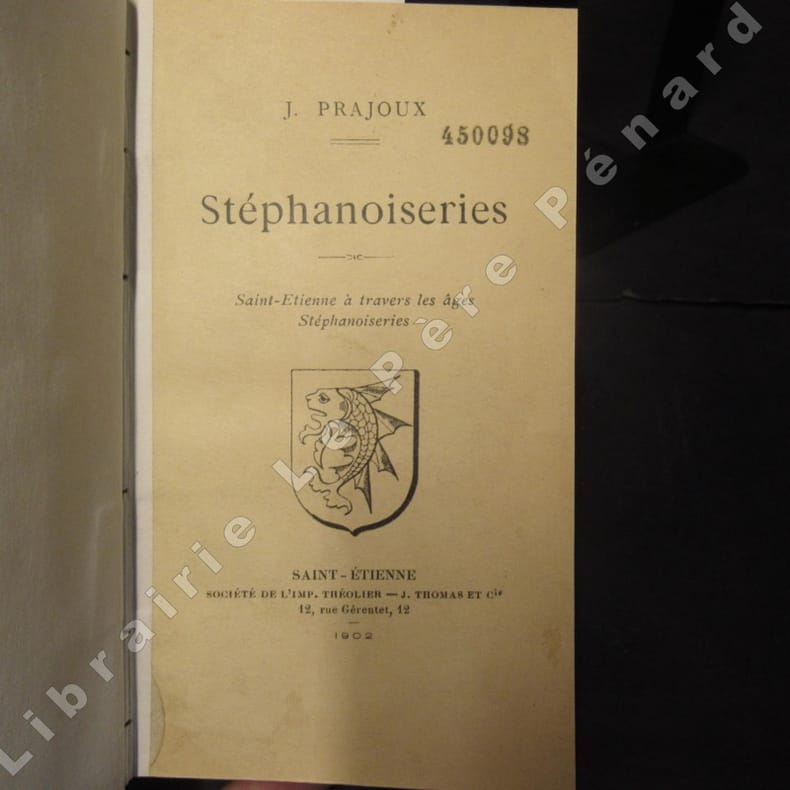 J. PRAJOUX
450098
Stéphanoiseries
Saint-Etienne à travers les âges
Stéphanoiseries
SAINT-ÉTIENNE
SOCIÉTÉ DE L'IMP. THÉOLIER — J. THOMAS ET Cie
12, rue Gérentet, 12
1902
Librairie Le Père Pénard